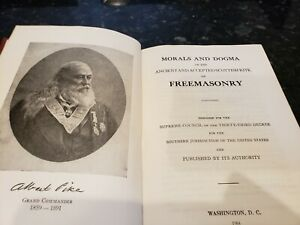 Albert Pike
GRAND COMMANDER
1859 — 1891
MORALS AND DOGMA
OF THE
ANCIENT AND ACCEPTED SCOTTISH RITE
OF
FREEMASONRY
PREPARED FOR THE
SUPREME COUNCIL OF THE THIRTY-THIRD DEGREE
FOR THE
SOUTHERN JURISDICTION OF THE UNITED STATES
AND
PUBLISHED BY ITS AUTHORITY
WASHINGTON, D. C.